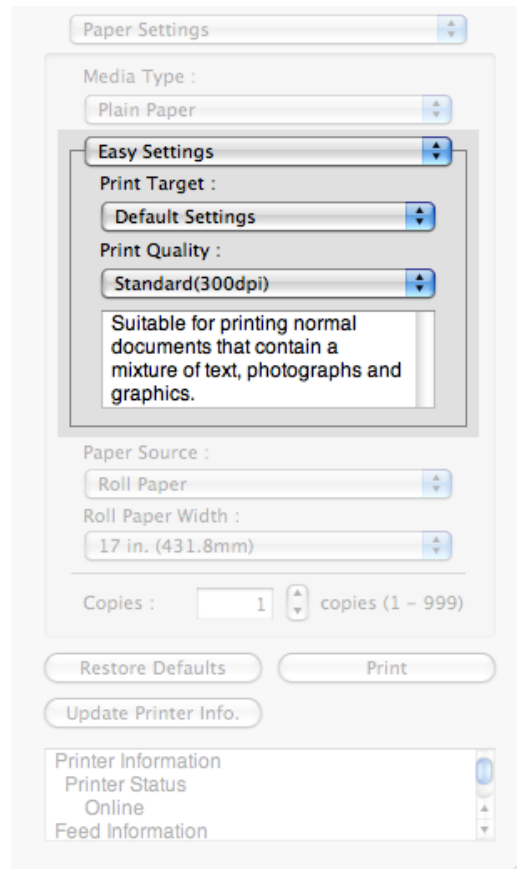 Paper Settings
Media Type :
Plain Paper
Easy Settings
Print Target :
Default Settings
Print Quality :
Standard(300dpi)
Suitable for printing normal
documents that contain a
mixture of text, photographs and
graphics.
Paper Source :
Roll Paper
Roll Paper Width :
17 in. (431.8mm)
Copies : 1 copies (1 – 999)
Restore Defaults Print
Update Printer Info.
Printer Information
Printer Status
Online
Feed Information